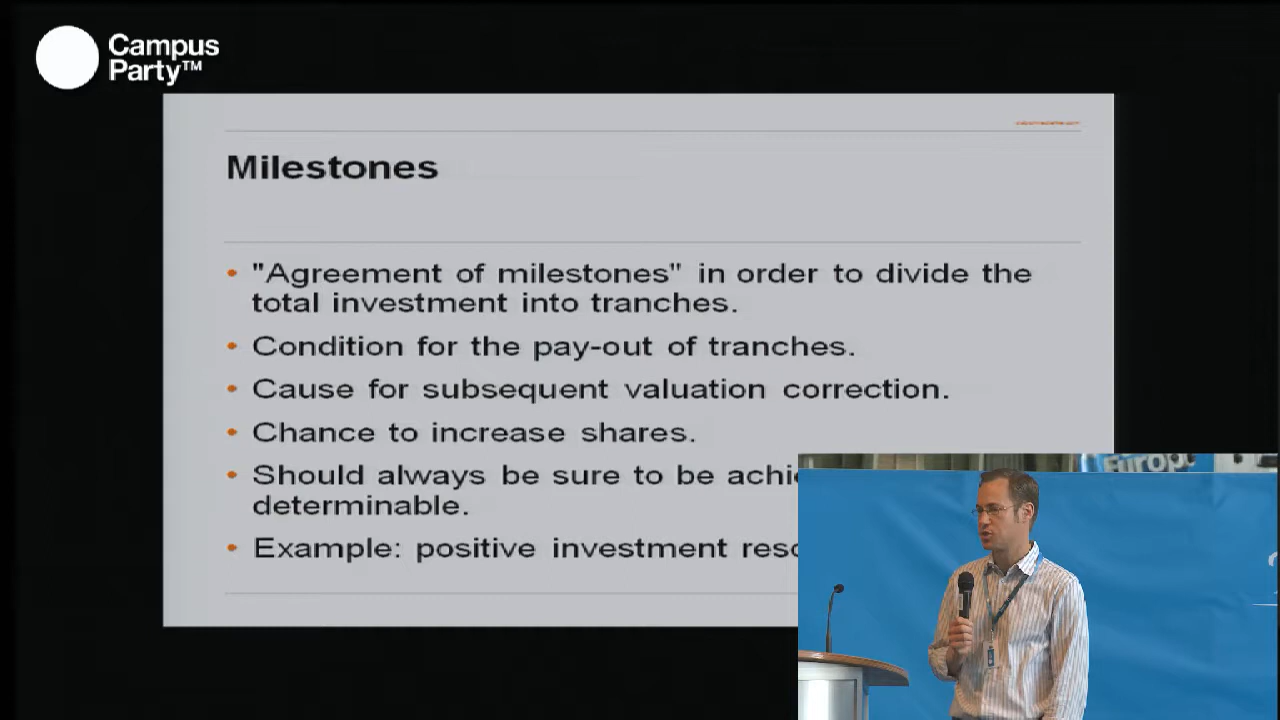 Campus
Party™
Milestones
• "Agreement of milestones" in order to divide the
total investment into tranches.
• Condition for the pay-out of tranches.
• Cause for subsequent valuation correction.
• Chance to increase shares.
• Should always be sure to be
determinable.
• Example: positive investment